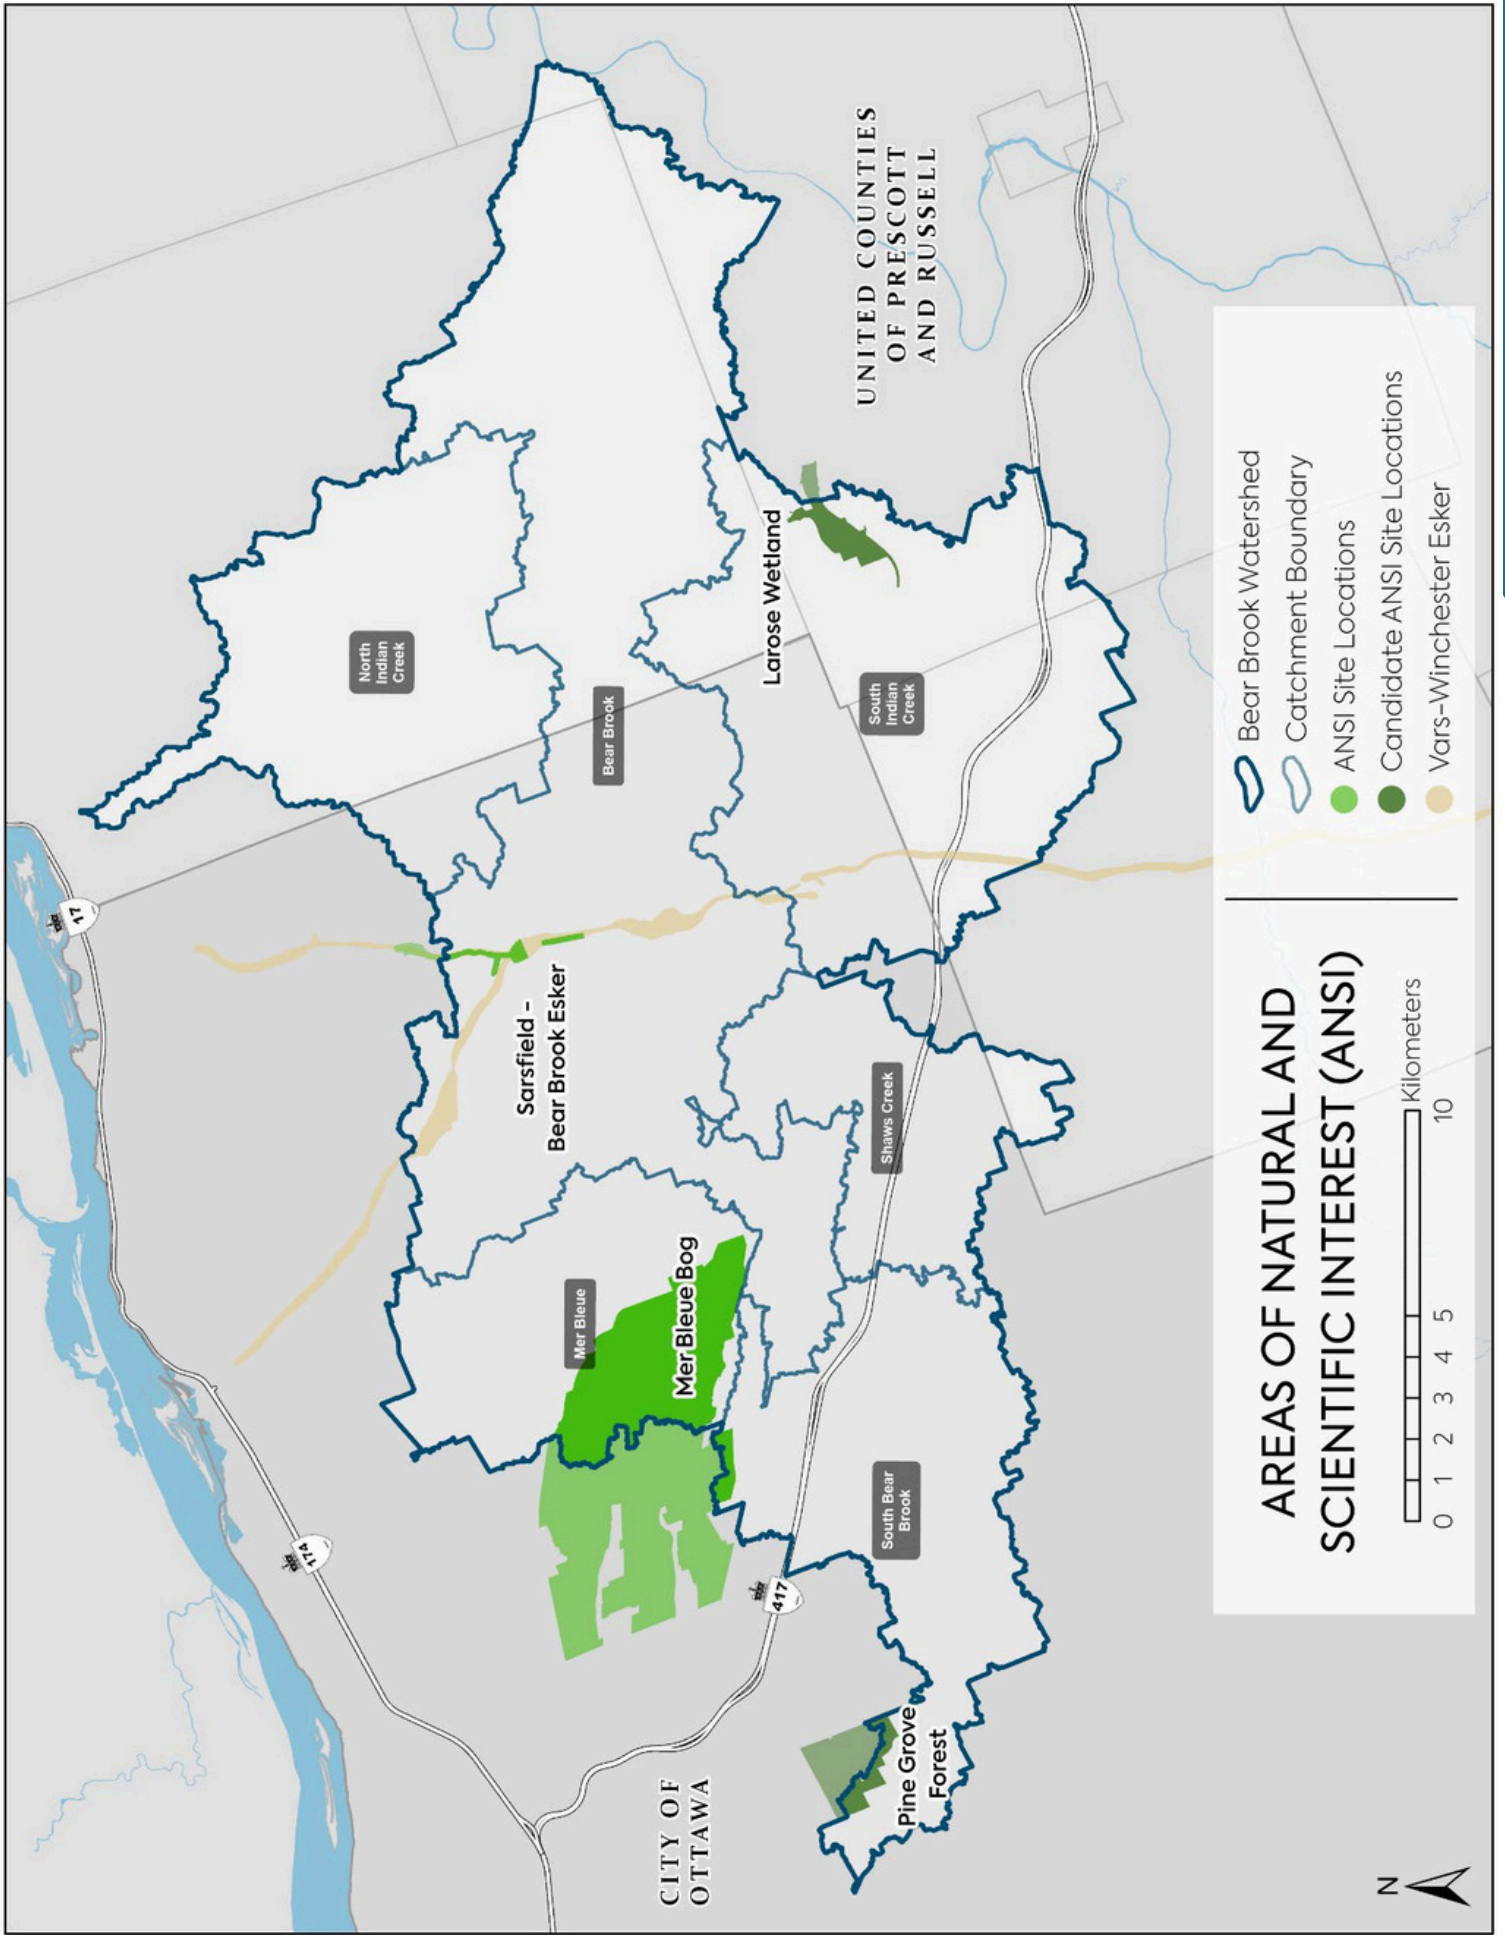 17
174
417
CITY OF
OTTAWA
UNITED COUNTIES
OF PRESCOTT
AND RUSSELL
North
Indian
Creek
Bear Brook
Sarsfield -
Bear Brook Esker
Mer Bleue
Mer Bleue Bog
Larose Wetland
South
Indian
Creek
Shaws Creek
South Bear
Brook
Pine Grove
Forest
N
AREAS OF NATURAL AND
SCIENTIFIC INTEREST (ANSI)
0 1 2 3 4 5 10
Kilometers
Bear Brook Watershed
Catchment Boundary
ANSI Site Locations
Candidate ANSI Site Locations
Vars-Winchester Esker